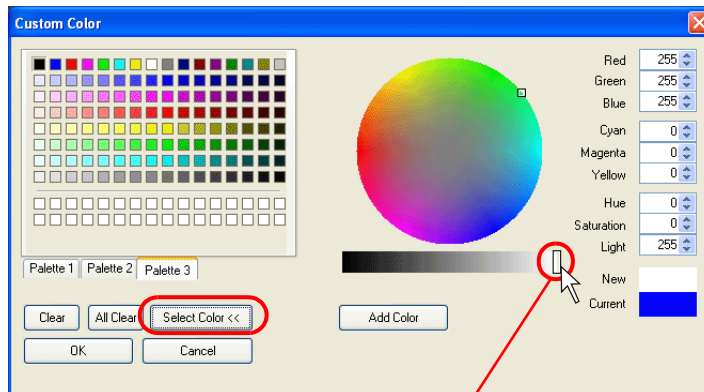 Custom Color
Red 255
Green 255
Blue 255
Cyan 0
Magenta 0
Yellow 0
Hue 0
Saturation 0
Light 255
Palette 1 Palette 2 Palette 3
New
Current
Clear All Clear Select Color << Add Color
OK Cancel